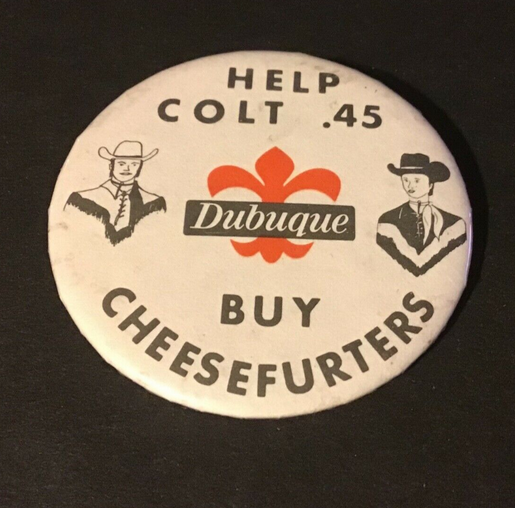 HELP
COLT .45
Dubuque
BUY
CHEESEFURTERS